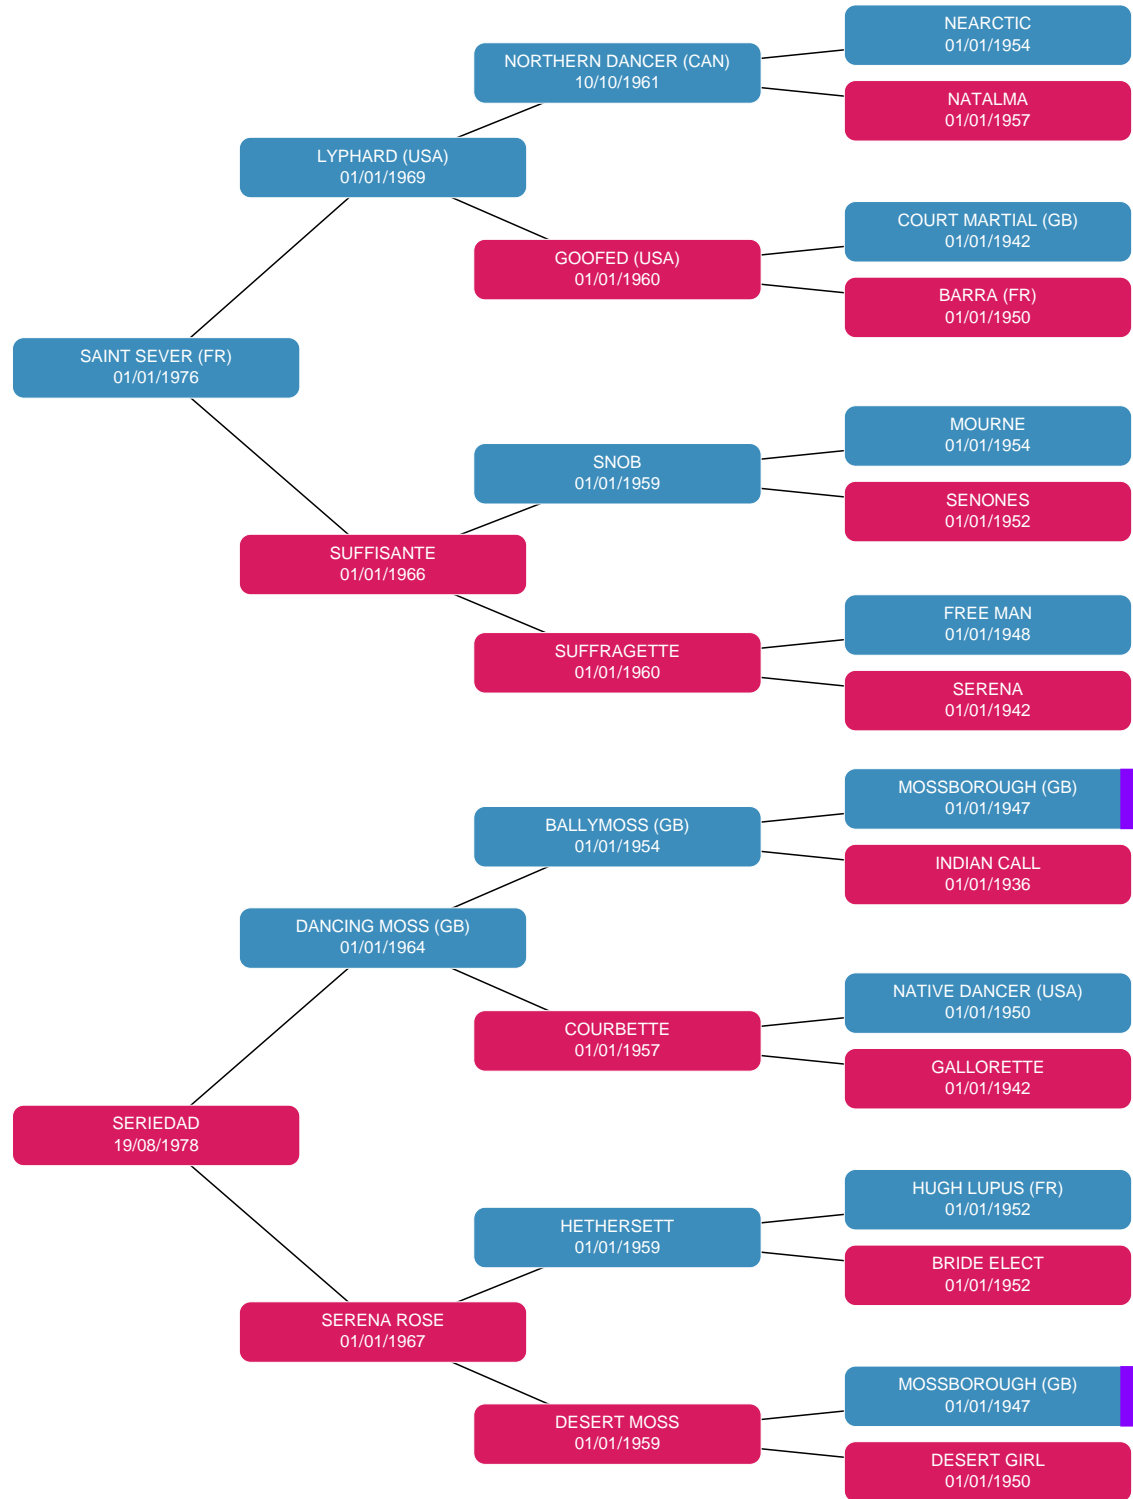 NEARCTIC
01/01/1954
NORTHERN DANCER (CAN)
10/10/1961
NATALMA
01/01/1957
LYPHARD (USA)
01/01/1969
COURT MARTIAL (GB)
01/01/1942
GOOFED (USA)
01/01/1960
BARRA (FR)
01/01/1950
SAINT SEVER (FR)
01/01/1976
MOURNE
01/01/1954
SNOB
01/01/1959
SENONES
01/01/1952
SUFFISANTE
01/01/1966
FREE MAN
01/01/1948
SUFFRAGETTE
01/01/1960
SERENA
01/01/1942
MOSSBOROUGH (GB)
01/01/1947
BALLYMOSS (GB)
01/01/1954
INDIAN CALL
01/01/1936
DANCING MOSS (GB)
01/01/1964
NATIVE DANCER (USA)
01/01/1950
COURBETTE
01/01/1957
GALLORETTE
01/01/1942
SERIEDAD
19/08/1978
HUGH LUPUS (FR)
01/01/1952
HETHERSETT
01/01/1959
BRIDE ELECT
01/01/1952
SERENA ROSE
01/01/1967
MOSSBOROUGH (GB)
01/01/1947
DESERT MOSS
01/01/1959
DESERT GIRL
01/01/1950